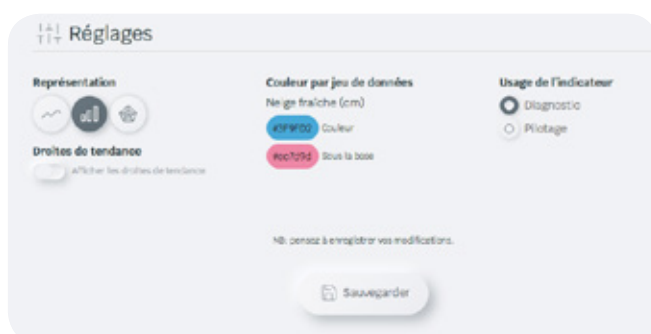 Réglages
Représentation
Droites de tendance
Afficher les droites de tendance
Couleur par jeu de données
Neige fraîche (cm)
Couleur
Sous la base
Usage de l'indicateur
Diagnostic
Pilotage
NB: pensez à enregistrer vos modifications.
Sauvegarder